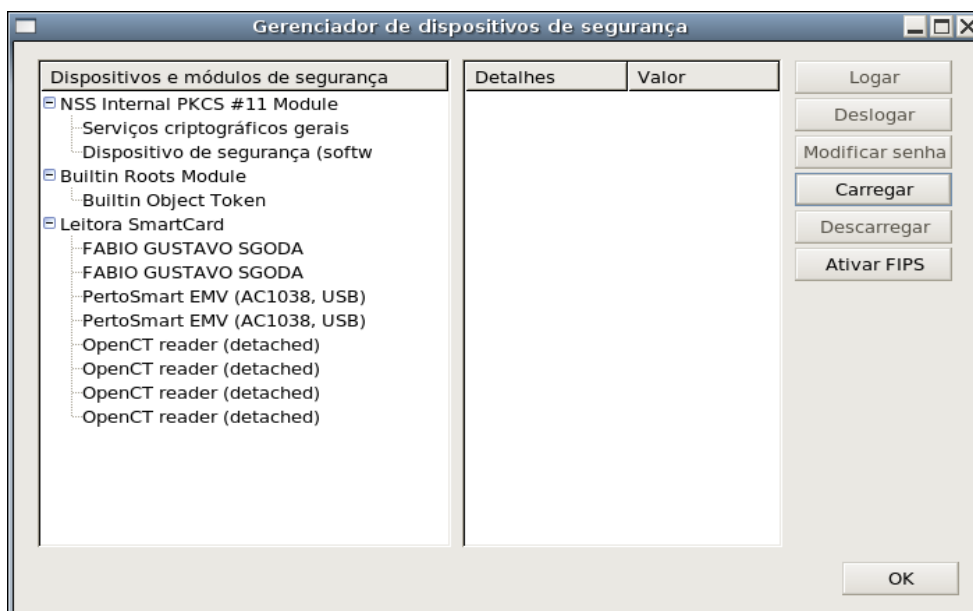 Gerenciador de dispositivos de segurança
Dispositivos e módulos de segurança
NSS Internal PKCS #11 Module
Serviços criptográficos gerais
Dispositivo de segurança (softw
Builtin Roots Module
Builtin Object Token
Leitora SmartCard
FABIO GUSTAVO SGODA
FABIO GUSTAVO SGODA
PertoSmart EMV (AC1038, USB)
PertoSmart EMV (AC1038, USB)
OpenCT reader (detached)
OpenCT reader (detached)
OpenCT reader (detached)
OpenCT reader (detached)
Detalhes Valor
Logar
Deslogar
Modificar senha
Carregar
Descarregar
Ativar FIPS
OK